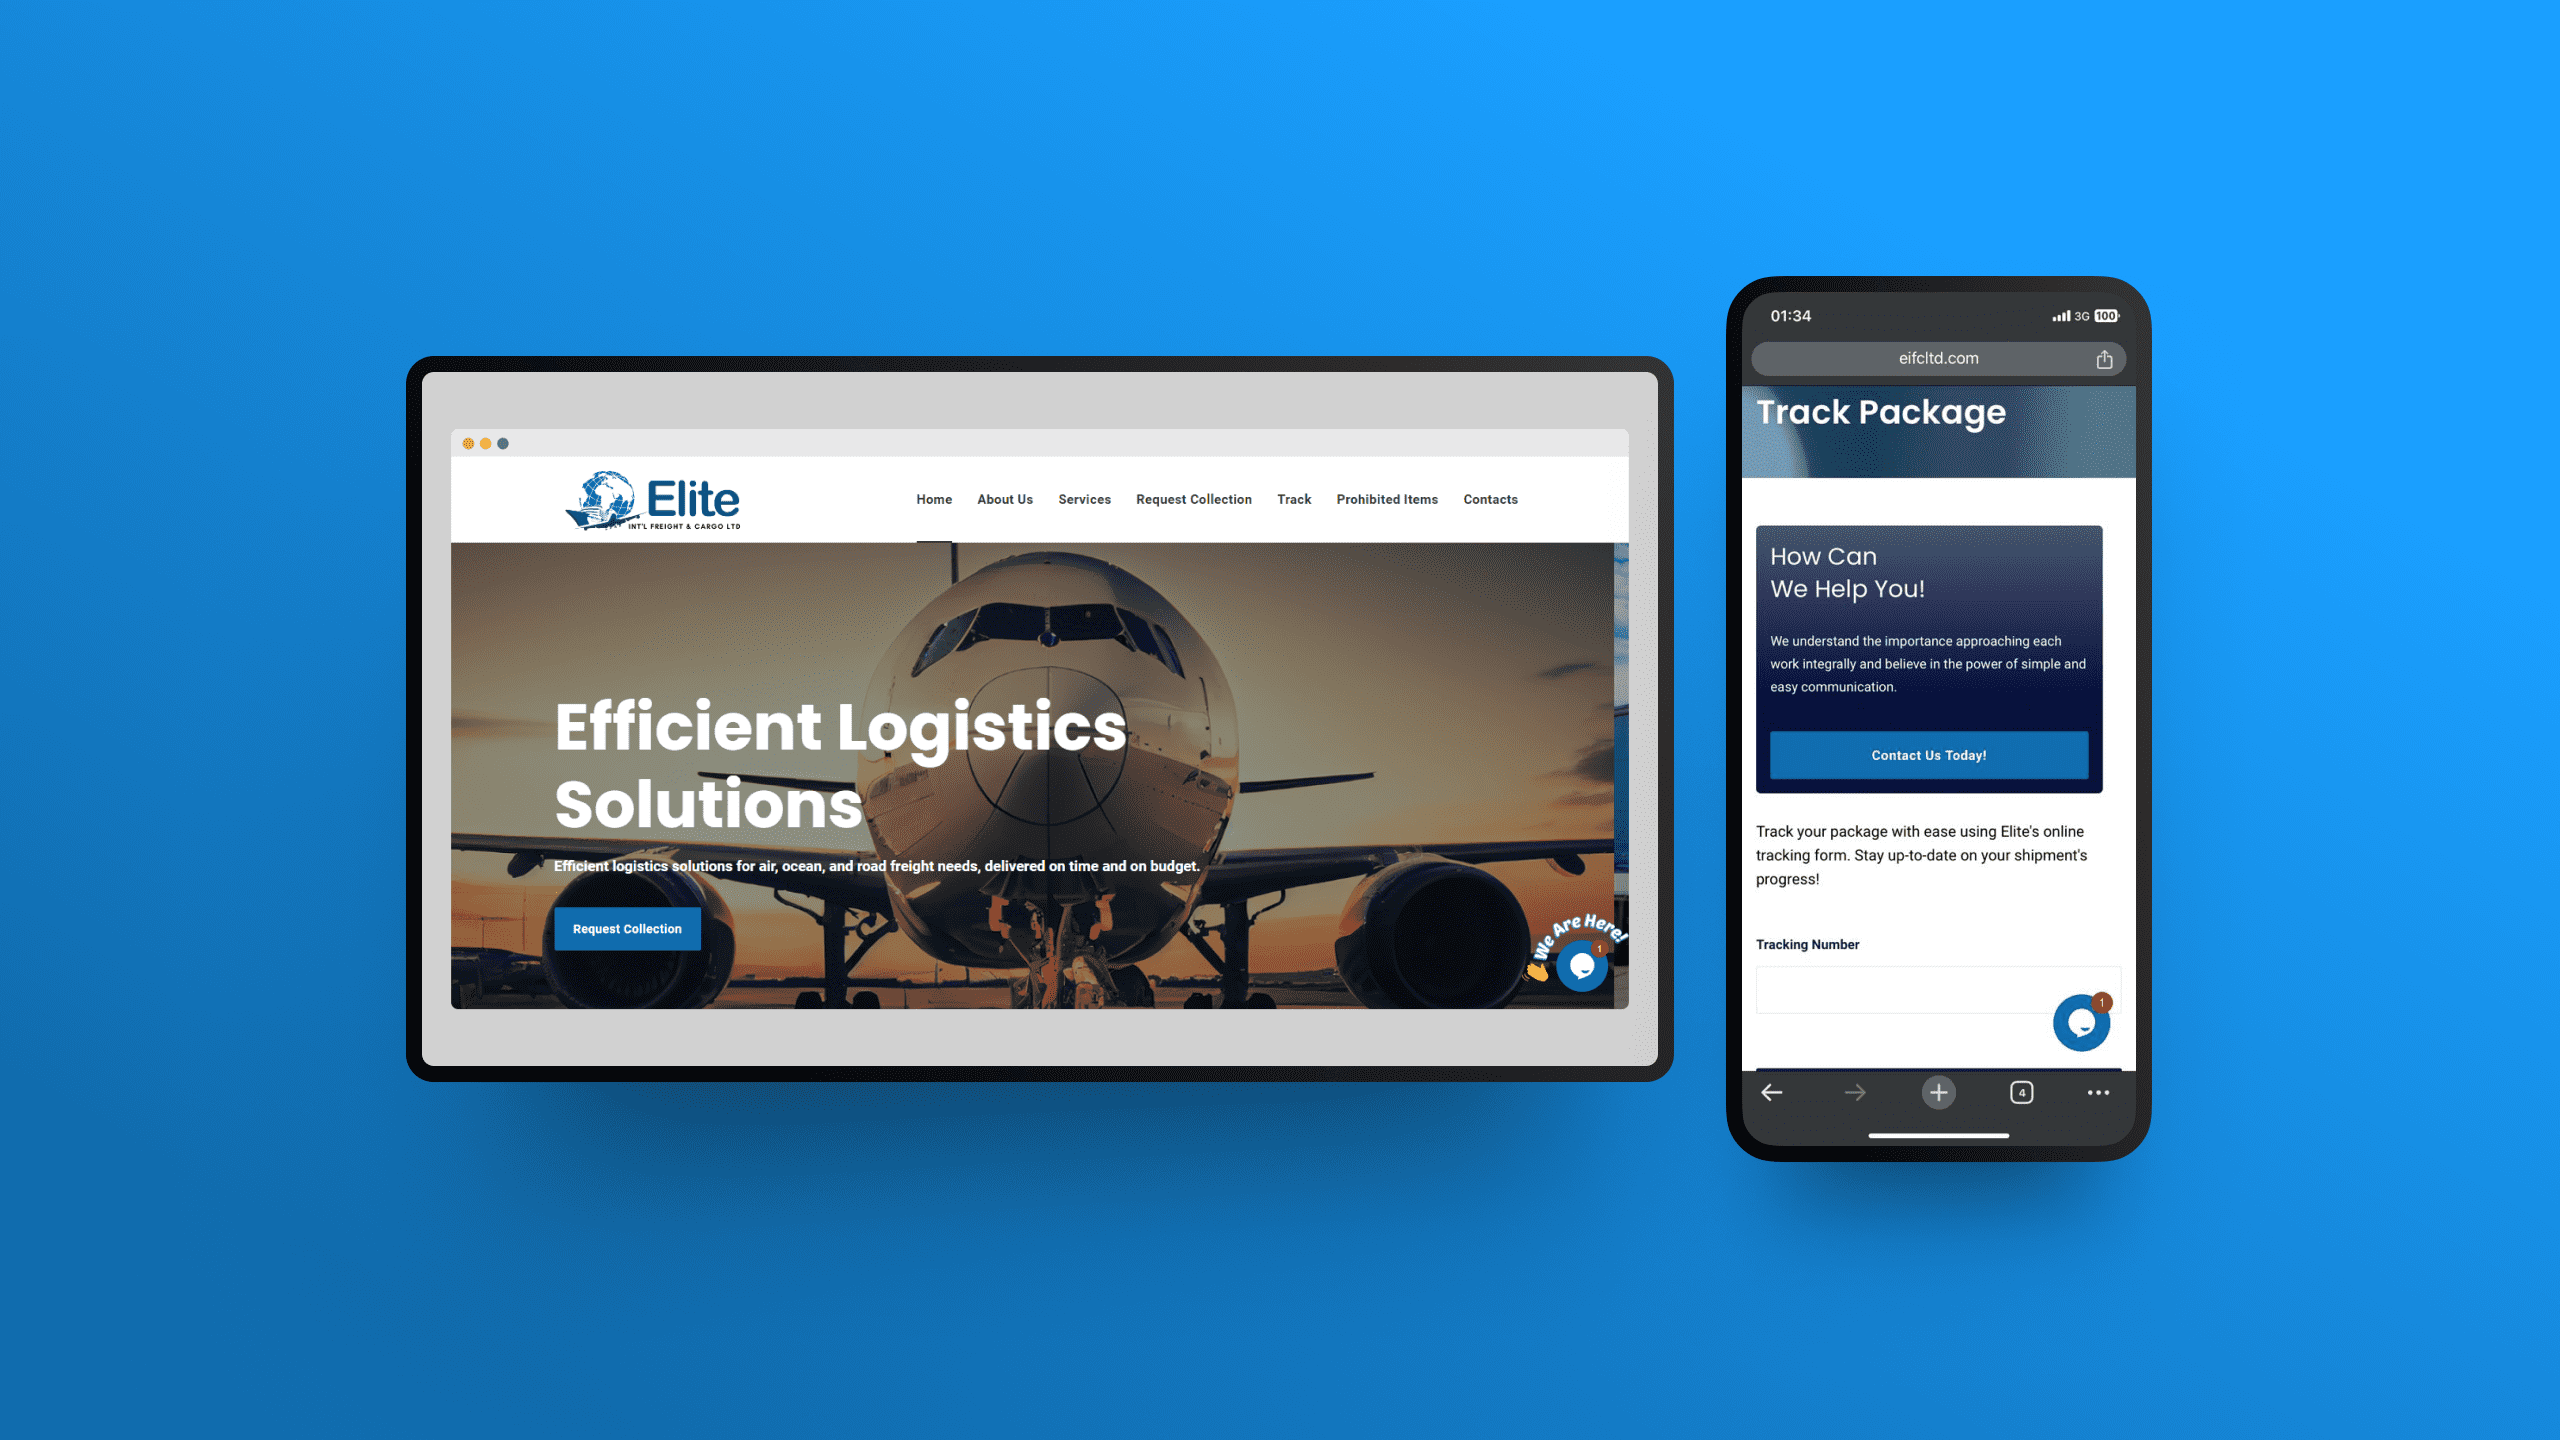 Elite
INT'L FREIGHT & CARGO LTD
Home About Us Services Request Collection Track Prohibited Items Contacts
Efficient Logistics
Solutions
Efficient logistics solutions for air, ocean, and road freight needs, delivered on time and on budget.
Request Collection
We Are Here!
1
01:34 3G 100
eifcltd.com
Track Package
How Can
We Help You!
We understand the importance approaching each
work integrally and believe in the power of simple and
easy communication.
Contact Us Today!
Track your package with ease using Elite's online
tracking form. Stay up-to-date on your shipment's
progress!
Tracking Number
1
4